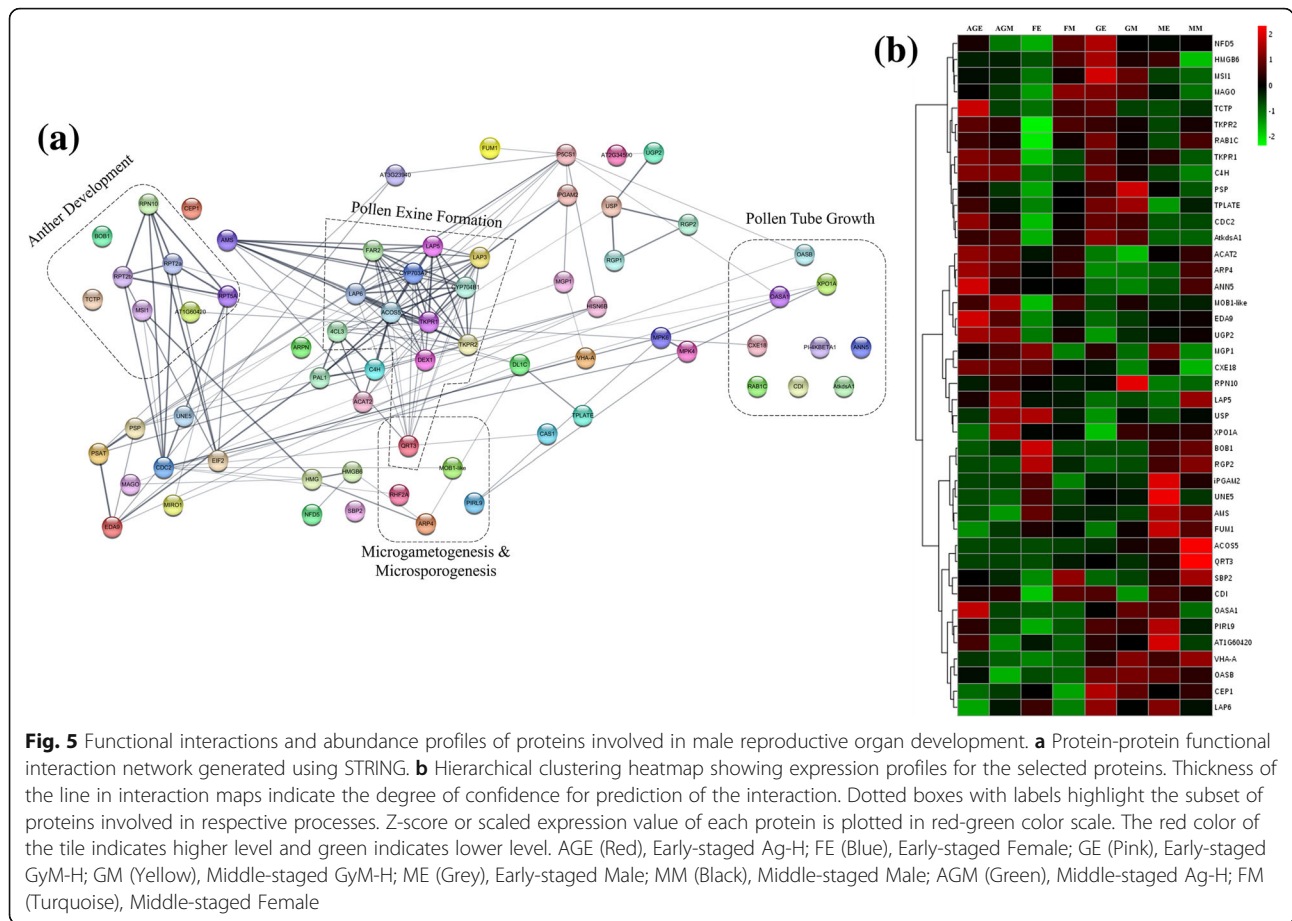 (a)
Anther Development
Pollen Exine Formation
Pollen Tube Growth
Microgametogenesis &
Microsporogenesis
RPN10
CEP1
BOB1
AMS
RPT2a
RPT2b
RPT5A
TCTP
MSI1
AT1G60420
AT3G23940
FUM1
P5CS1
AT2G34590
UGP2
IPGAM2
USP
RGP2
RGP1
FAR2
LAP5
LAP3
CYP703A2
YP704B1
LAP6
ACOS5
TKPR1
4CL3
TKPR2
DEX1
ARPN
PAL1
C4H
ACAT2
MGP1
HISN6B
VHA-A
DL1C
MPK6
MPK4
TPLATE
OASB
XPO1A
OASA1
CXE18
PI-4KBETA1
ANN5
RAB1C
CDI
AtkdsA1
UNE5
PSP
PSAT
CDC2
EIF2
MAGO
MIRO1
EDA9
QRT3
CAS1
HMGB6
HMG
MOB1-like
RHF2A
NFD5
SBP2
ARP4
PIRL9
(b)
AGE AGM FE FM GE GM ME MM
2
1
0
-1
-2
NFD5
HMGB6
MSI1
MAGO
TCTP
TKPR2
RAB1C
TKPR1
C4H
PSP
TPLATE
CDC2
AtkdsA1
ACAT2
ARP4
ANN5
MOB1-like
EDA9
UGP2
MGP1
CXE18
RPN10
LAP5
USP
XPO1A
BOB1
RGP2
iPGAM2
UNE5
AMS
FUM1
ACOS5
QRT3
SBP2
CDI
OASA1
PIRL9
AT1G60420
VHA-A
OASB
CEP1
LAP6
Fig. 5 Functional interactions and abundance profiles of proteins involved in male reproductive organ development. a Protein-protein functional
interaction network generated using STRING. b Hierarchical clustering heatmap showing expression profiles for the selected proteins. Thickness of
the line in interaction maps indicate the degree of confidence for prediction of the interaction. Dotted boxes with labels highlight the subset of
proteins involved in respective processes. Z-score or scaled expression value of each protein is plotted in red-green color scale. The red color of
the tile indicates higher level and green indicates lower level. AGE (Red), Early-staged Ag-H; FE (Blue), Early-staged Female; GE (Pink), Early-staged
GyM-H; GM (Yellow), Middle-staged GyM-H; ME (Grey), Early-staged Male; MM (Black), Middle-staged Male; AGM (Green), Middle-staged Ag-H; FM
(Turquoise), Middle-staged Female